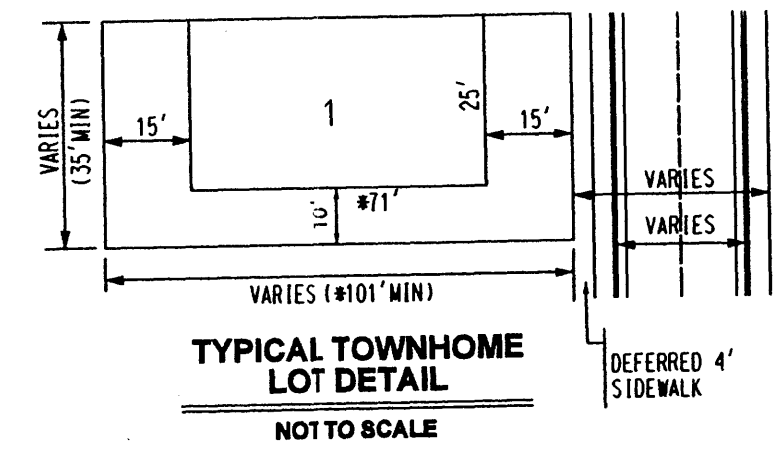 VARIES
(35'MIN)
15'
1
25'
15'
10'
*71'
VARIES
VARIES
VARIES (*101'MIN)
TYPICAL TOWNHOME
LOT DETAIL
NOT TO SCALE
DEFERRED 4'
SIDEWALK